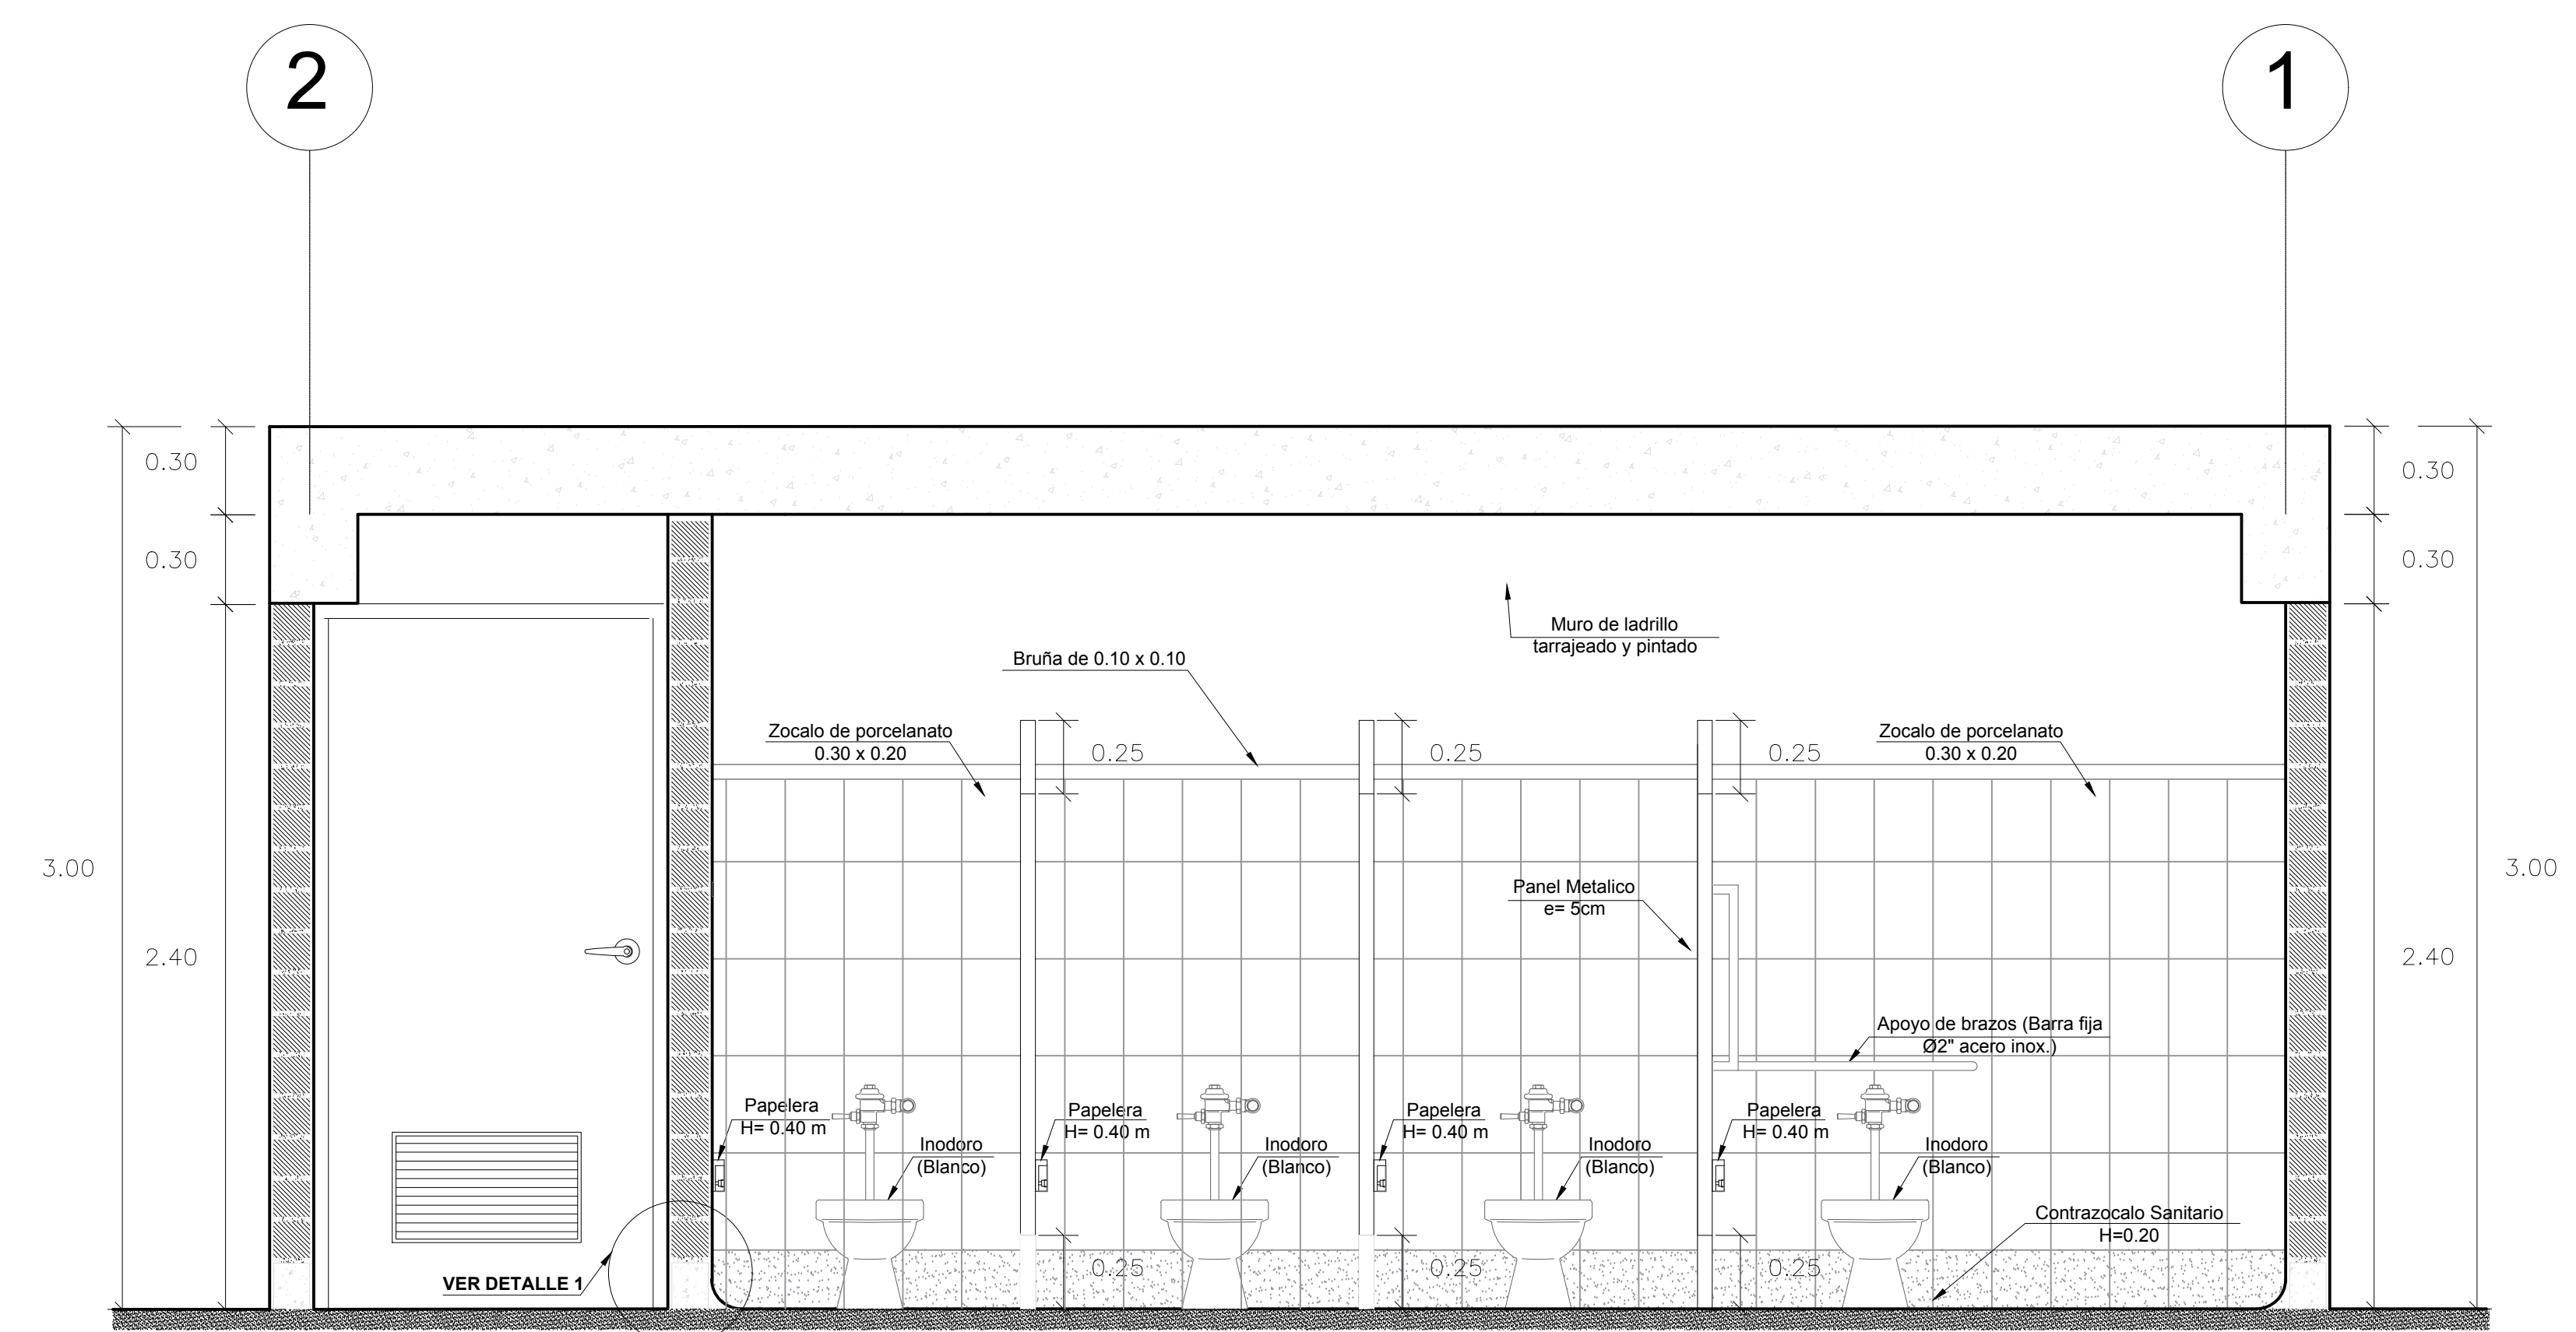 2
1
0.30
0.30
0.30
0.30
Muro de ladrillo
tarrajeado y pintado
Bruña de 0.10 x 0.10
Zocalo de porcelanato
0.30 x 0.20
0.25
0.25
0.25
Zocalo de porcelanato
0.30 x 0.20
3.00
3.00
Panel Metalico
e= 5cm
2.40
2.40
Apoyo de brazos (Barra fija
Ø2" acero inox.)
Papelera
H= 0.40 m
Papelera
H= 0.40 m
Papelera
H= 0.40 m
Papelera
H= 0.40 m
Inodoro
(Blanco)
Inodoro
(Blanco)
Inodoro
(Blanco)
Inodoro
(Blanco)
Contrazocalo Sanitario
H=0.20
0.25
0.25
0.25
VER DETALLE 1